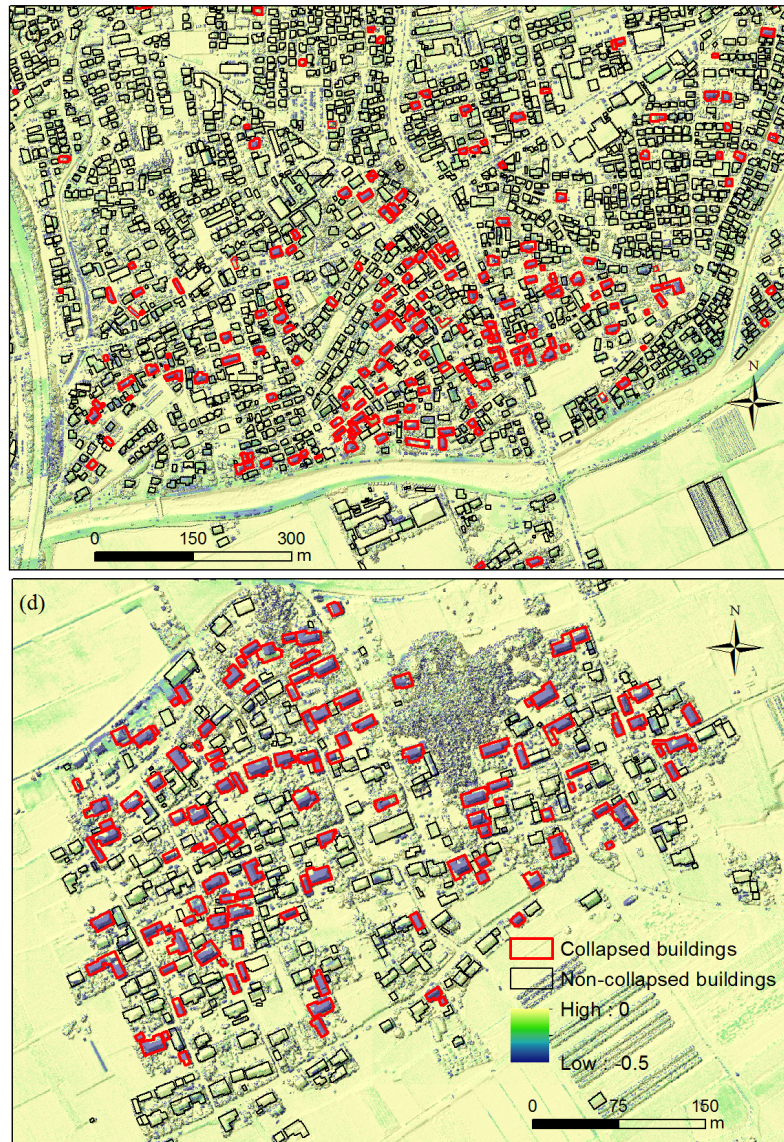 N
0 150 300
m
(d)
N
Collapsed buildings
Non-collapsed buildings
High : 0
Low : -0.5
0 75 150
m